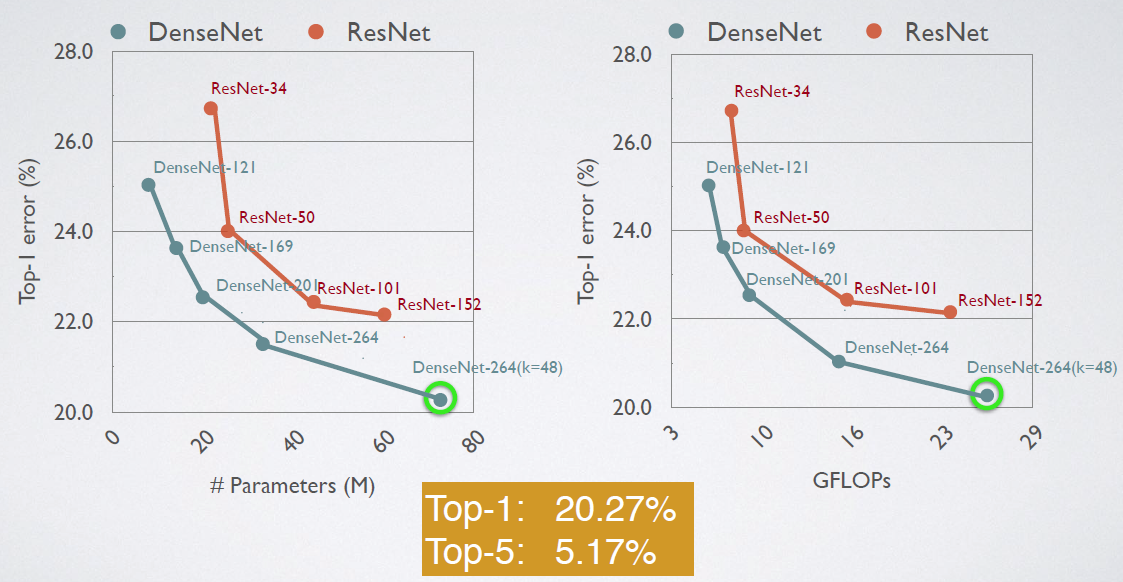 DenseNet ResNet
28.0
26.0
24.0
22.0
20.0
Top-1 error (%)
ResNet-34
DenseNet-121
ResNet-50
DenseNet-169
DenseNet-201
ResNet-101
ResNet-152
DenseNet-264
DenseNet-264(k=48)
0 20 40 60 80
# Parameters (M)
DenseNet ResNet
28.0
26.0
24.0
22.0
20.0
Top-1 error (%)
ResNet-34
DenseNet-121
ResNet-50
DenseNet-169
DenseNet-201
ResNet-101
ResNet-152
DenseNet-264
DenseNet-264(k=48)
3 10 16 23 29
GFLOPs
Top-1: 20.27%
Top-5: 5.17%